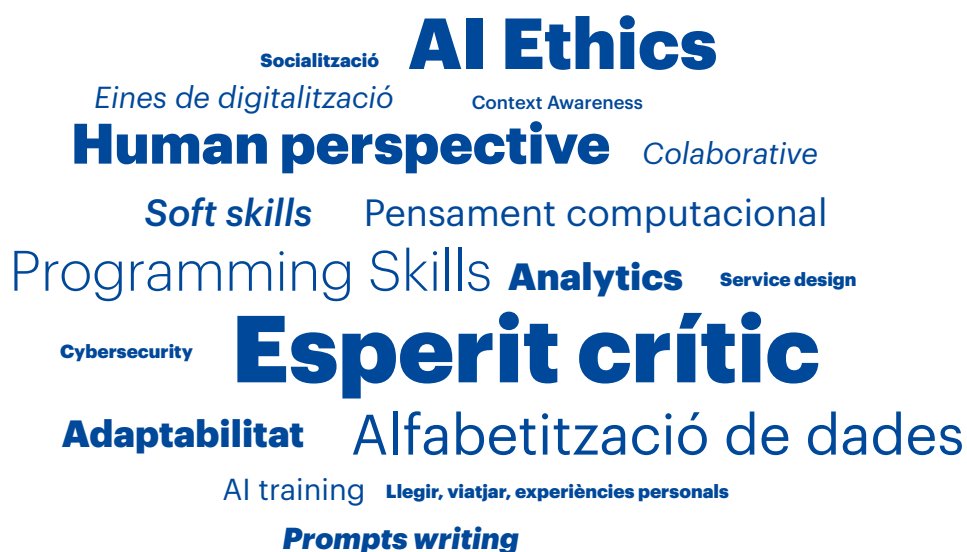 Socialització AI Ethics
Eines de digitalització Context Awareness
Human perspective Colaborative
Soft skills Pensament computacional
Programming Skills Analytics Service design
Cybersecurity Esperit crític
Adaptabilitat Alfabetització de dades
AI training Llegir, viatjar, experiències personals
Prompts writing